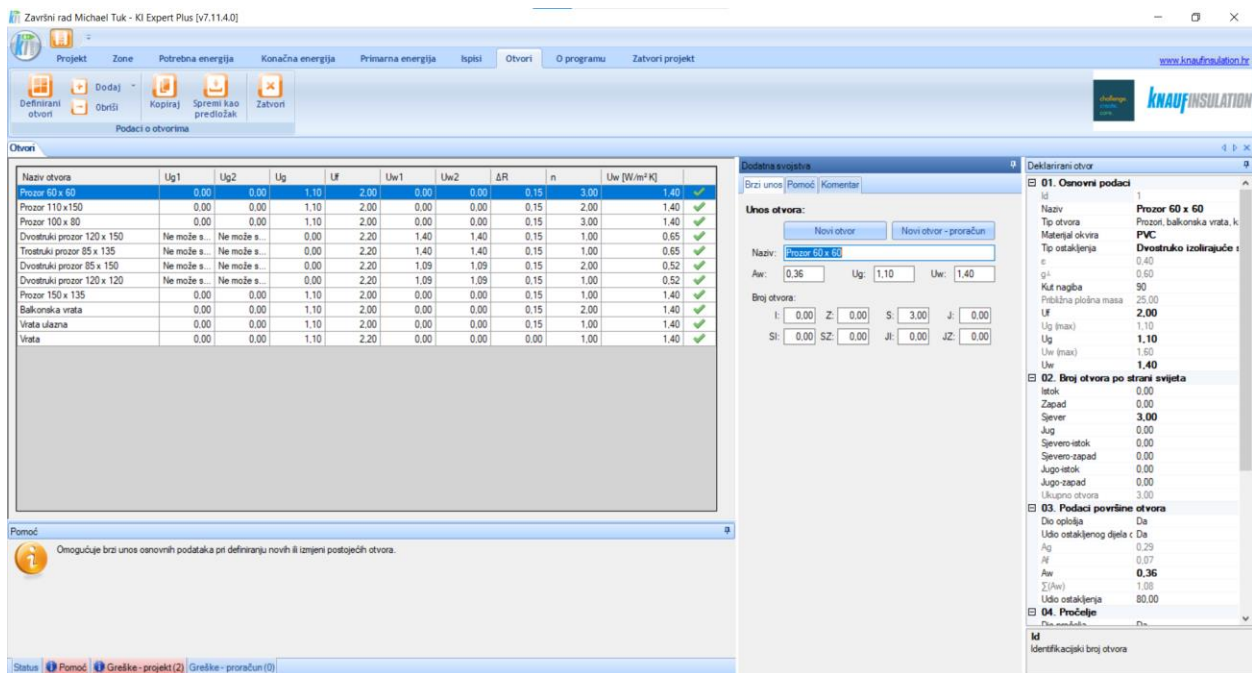 Završni rad Michael Tuk - KI Expert Plus [v7.11.4.0]
Projekt Zone Potrebna energija Konačna energija Primarna energija Ispisi Otvori O programu Zatvori projekt
www.knaufinsulation.hr
Definirani otvori
Dodaj
Obriši
Kopiraj
Spremi kao predložak
Zatvori
Podaci o otvorima
challenge. create. care.
KNAUFINSULATION
Otvori
Naziv otvora Ug1 Ug2 Ug Uf Uw1 Uw2 ΔR n Uw [W/m² K]
Prozor 60 x 60 0,00 0,00 1,10 2,00 0,00 0,00 0,15 3,00 1,40
Prozor 110 x150 0,00 0,00 1,10 2,00 0,00 0,00 0,15 2,00 1,40
Prozor 100 x 80 0,00 0,00 1,10 2,00 0,00 0,00 0,15 3,00 1,40
Dvostruki prozor 120 x 150 Ne može s... Ne može s... 0,00 2,20 1,40 1,40 0,15 1,00 0,65
Trostruki prozor 85 x 135 Ne može s... Ne može s... 0,00 2,20 1,40 1,40 0,15 1,00 0,65
Dvostruki prozor 85 x 150 Ne može s... Ne može s... 0,00 2,20 1,09 1,09 0,15 2,00 0,52
Dvostruki prozor 120 x 120 Ne može s... Ne može s... 0,00 2,20 1,09 1,09 0,15 1,00 0,52
Prozor 150 x 135 0,00 0,00 1,10 2,00 0,00 0,00 0,15 1,00 1,40
Balkonska vrata 0,00 0,00 1,10 2,00 0,00 0,00 0,15 2,00 1,40
Vrata ulazna 0,00 0,00 1,10 2,00 0,00 0,00 0,15 1,00 1,40
Vrata 0,00 0,00 1,10 2,20 0,00 0,00 0,00 1,00 1,40
Pomoć
Omogućuje brzi unos osnovnih podataka pri definiranju novih ili izmjeni postojećih otvora.
Status Pomoć Greške - projekt (2) Greške - proračun (0)
Dodatna svojstva
Brzi unos Pomoć Komentar
Unos otvora:
Novi otvor Novi otvor - proračun
Naziv: Prozor 60 x 60
Aw: 0,36 Ug: 1,10 Uw: 1,40
Broj otvora:
I: 0,00 Z: 0,00 S: 3,00 J: 0,00
SI: 0,00 SZ: 0,00 JI: 0,00 JZ: 0,00
Deklarirani otvor
01. Osnovni podaci
Id 1
Naziv Prozor 60 x 60
Tip otvora Prozori, balkonska vrata, k
Materijal okvira PVC
Tip ostakljenja Dvostruko izolirajuće s
ε 0,40
g⊥ 0,60
Kut nagiba 90
Približna plošna masa 25,00
Uf 2,00
Ug (max) 1,10
Ug 1,10
Uw (max) 1,60
Uw 1,40
02. Broj otvora po strani svijeta
Istok 0,00
Zapad 0,00
Sjever 3,00
Jug 0,00
Sjevero-istok 0,00
Sjevero-zapad 0,00
Jugo-istok 0,00
Jugo-zapad 0,00
Ukupno otvora 3,00
03. Podaci površine otvora
Dio oplošja Da
Udio ostakljenog dijela c Da
Ag 0,29
Af 0,07
Aw 0,36
∑(Aw) 1,08
Udio ostakljenja 80,00
04. Pročelje
Id
Identifikacijski broj otvora